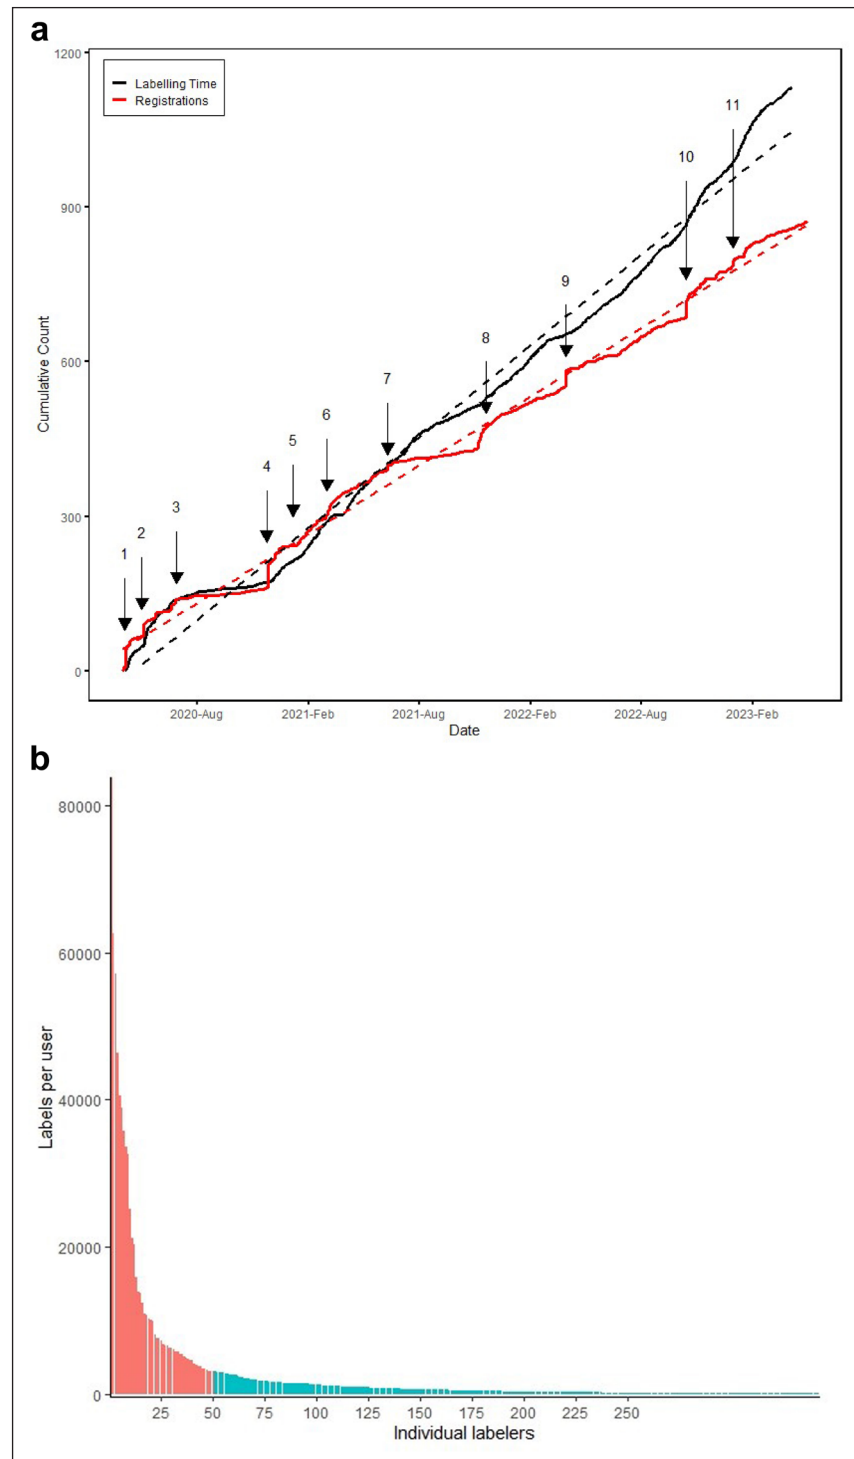 a
1200
900
600
300
0
Cumulative Count
Labelling Time
Registrations
1
2
3
4
5
6
7
8
9
10
11
2020-Aug
2021-Feb
2021-Aug
2022-Feb
2022-Aug
2023-Feb
Date
b
80000
60000
40000
20000
0
Labels per user
25
50
75
100
125
150
175
200
225
250
Individual labelers